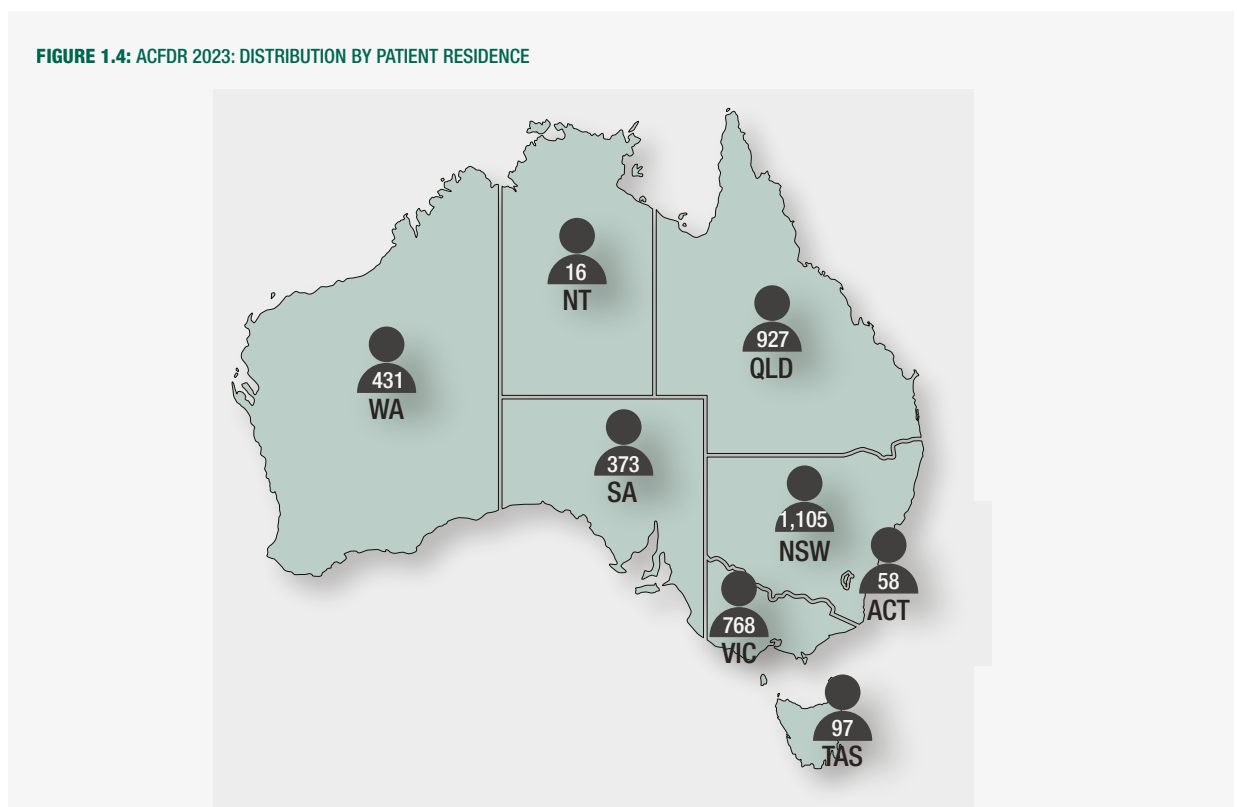 FIGURE 1.4: ACFDR 2023: DISTRIBUTION BY PATIENT RESIDENCE
16
NT
927
QLD
431
WA
373
SA
1,105
NSW
58
ACT
768
VIC
97
TAS